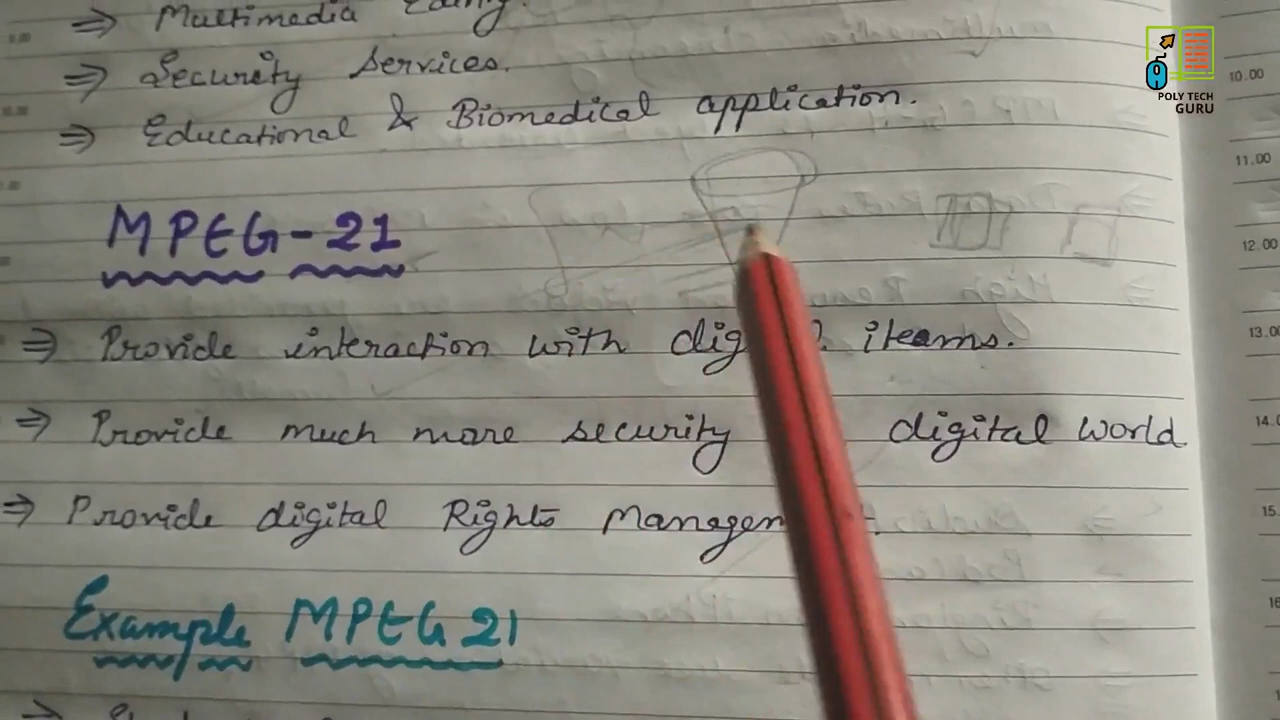 ⇒ Multimedia
⇒ Security Services.
⇒ Educational & Biomedical application.
MPEG-21
⇒ Provide interaction with iteams.
⇒ Provide much more security digital World
⇒ Provide digital Rights
Example MPEG 21
POLY TECH
GURU
10.00
11.00
12.00
13.00